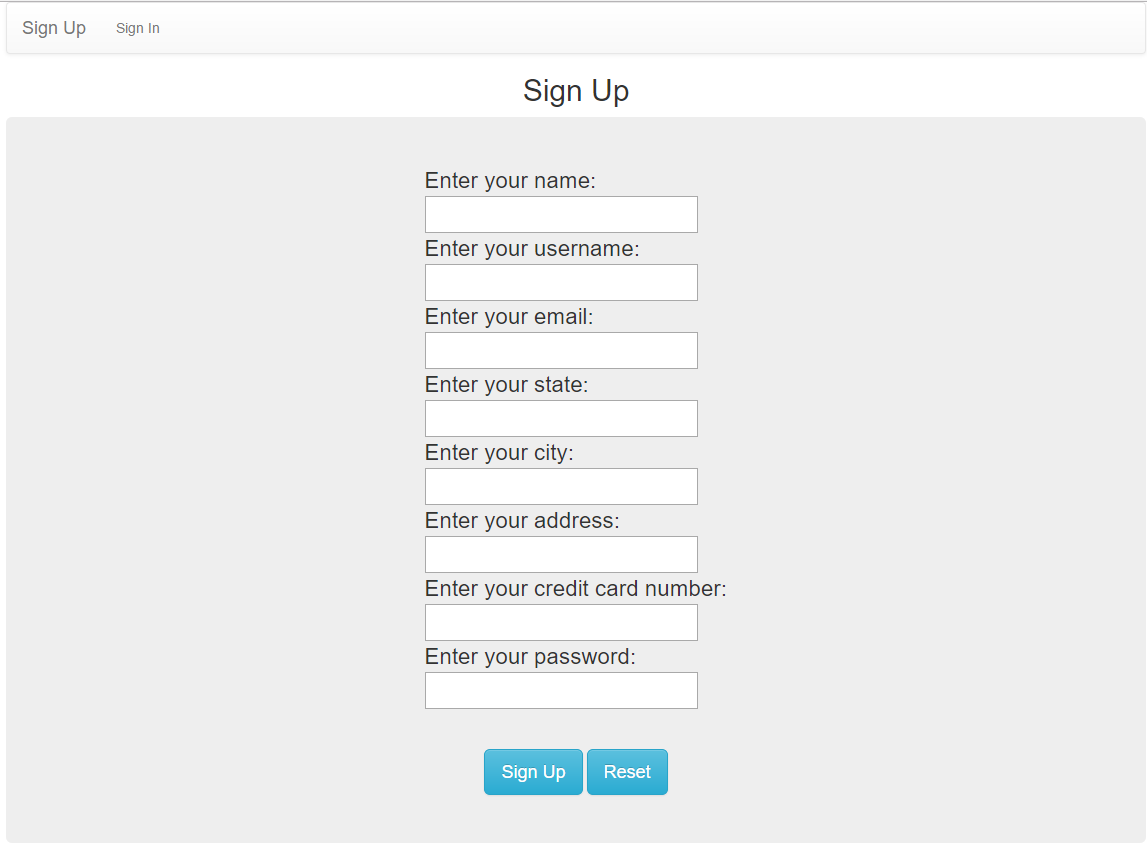 Sign Up Sign In
Sign Up
Enter your name:
Enter your username:
Enter your email:
Enter your state:
Enter your city:
Enter your address:
Enter your credit card number:
Enter your password:
Sign Up Reset